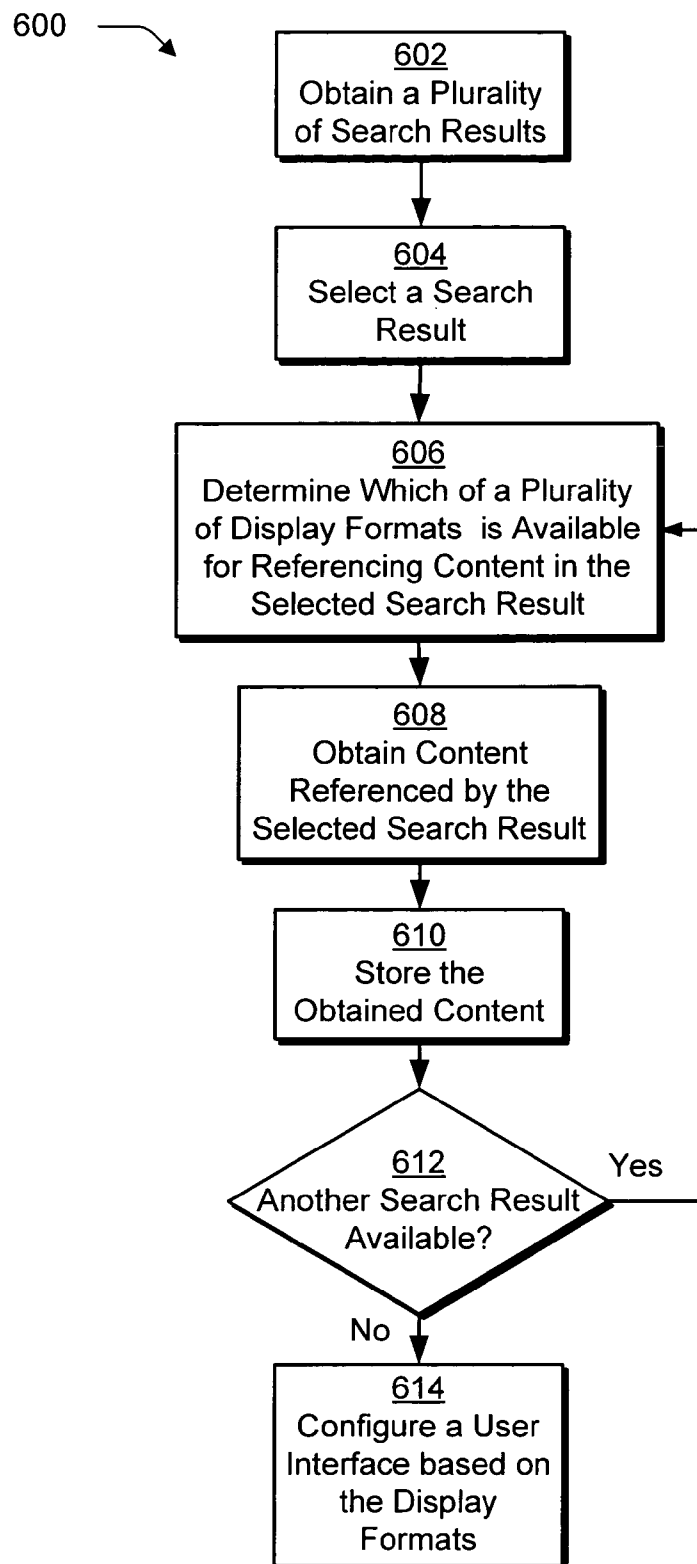 600
602
Obtain a Plurality
of Search Results
604
Select a Search
Result
606
Determine Which of a Plurality
of Display Formats is Available
for Referencing Content in the
Selected Search Result
608
Obtain Content
Referenced by the
Selected Search Result
610
Store the
Obtained Content
612
Another Search Result
Available?
Yes
No
614
Configure a User
Interface based on
the Display
Formats